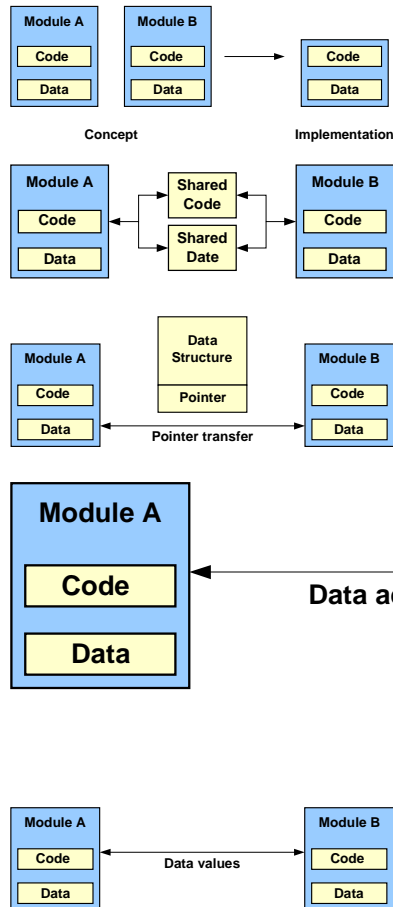 Module A
Module B
Code
Code
Code
Data
Data
Data
Concept
Implementation
Module A
Shared
Code
Module B
Code
Code
Shared
Date
Data
Data
Data
Structure
Module A
Module B
Pointer
Code
Code
Data
Data
Pointer transfer
Module A
Code
Data a
Data
Module A
Module B
Code
Data values
Code
Data
Data